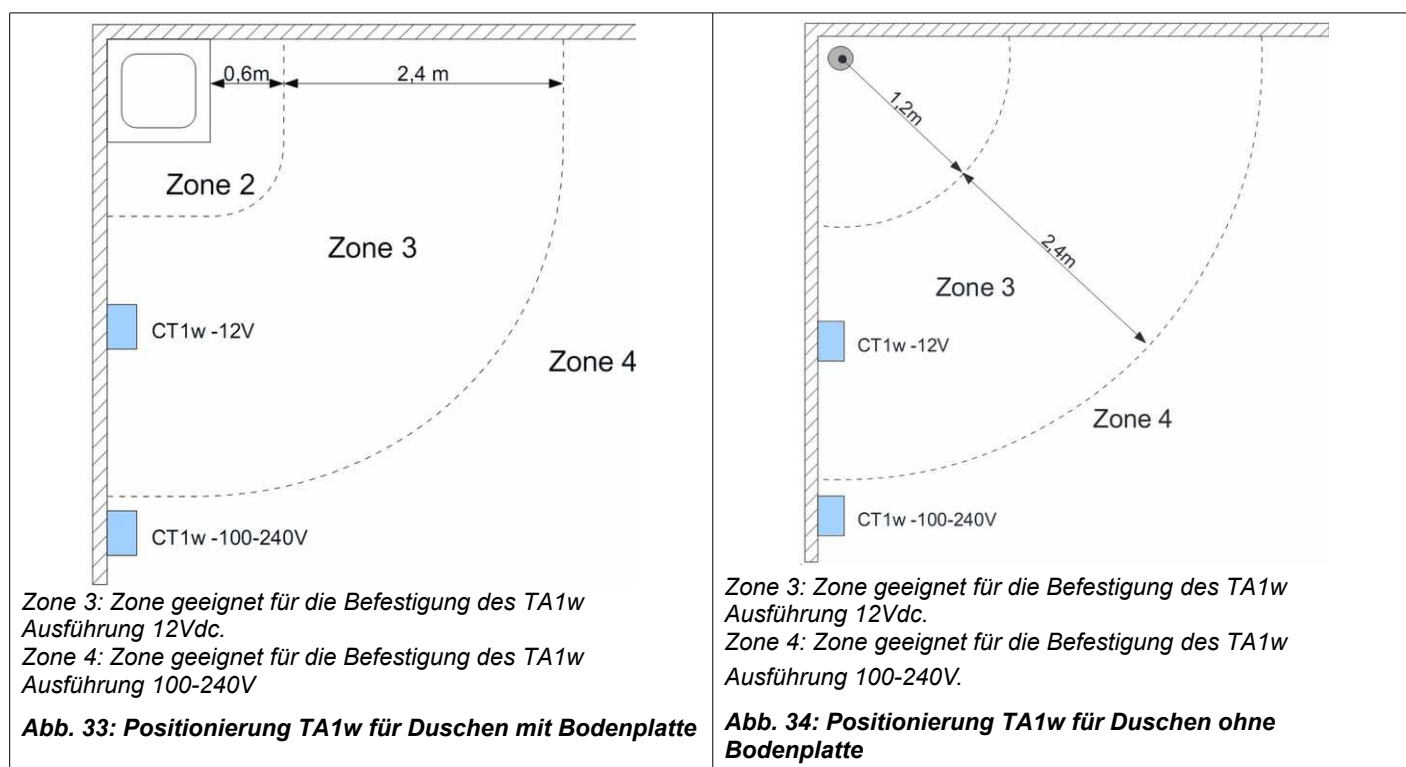 0,6m
2,4 m
Zone 2
Zone 3
CT1w -12V
Zone 4
CT1w -100-240V
Zone 3: Zone geeignet für die Befestigung des TA1w
Ausführung 12Vdc.
Zone 4: Zone geeignet für die Befestigung des TA1w
Ausführung 100-240V
Abb. 33: Positionierung TA1w für Duschen mit Bodenplatte
1,2m
2,4m
Zone 3
CT1w -12V
Zone 4
CT1w -100-240V
Zone 3: Zone geeignet für die Befestigung des TA1w
Ausführung 12Vdc.
Zone 4: Zone geeignet für die Befestigung des TA1w
Ausführung 100-240V.
Abb. 34: Positionierung TA1w für Duschen ohne
Bodenplatte